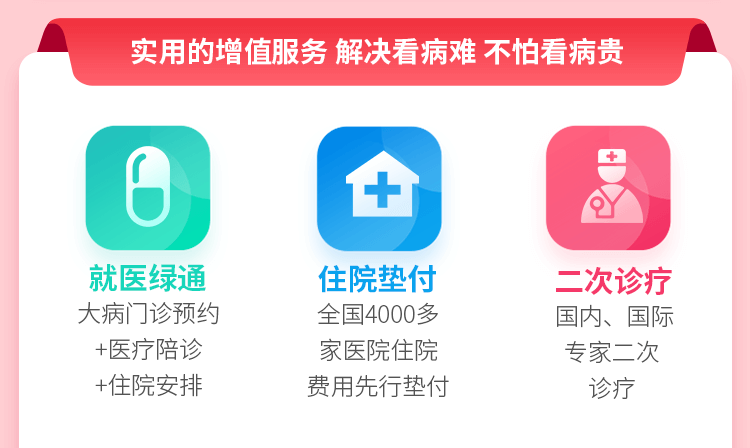 实用的增值服务 解决看病难 不怕看病贵
就医绿通
大病门诊预约
+医疗陪诊
+住院安排
住院垫付
全国4000多
家医院住院
费用先行垫付
二次诊疗
国内、国际
专家二次
诊疗